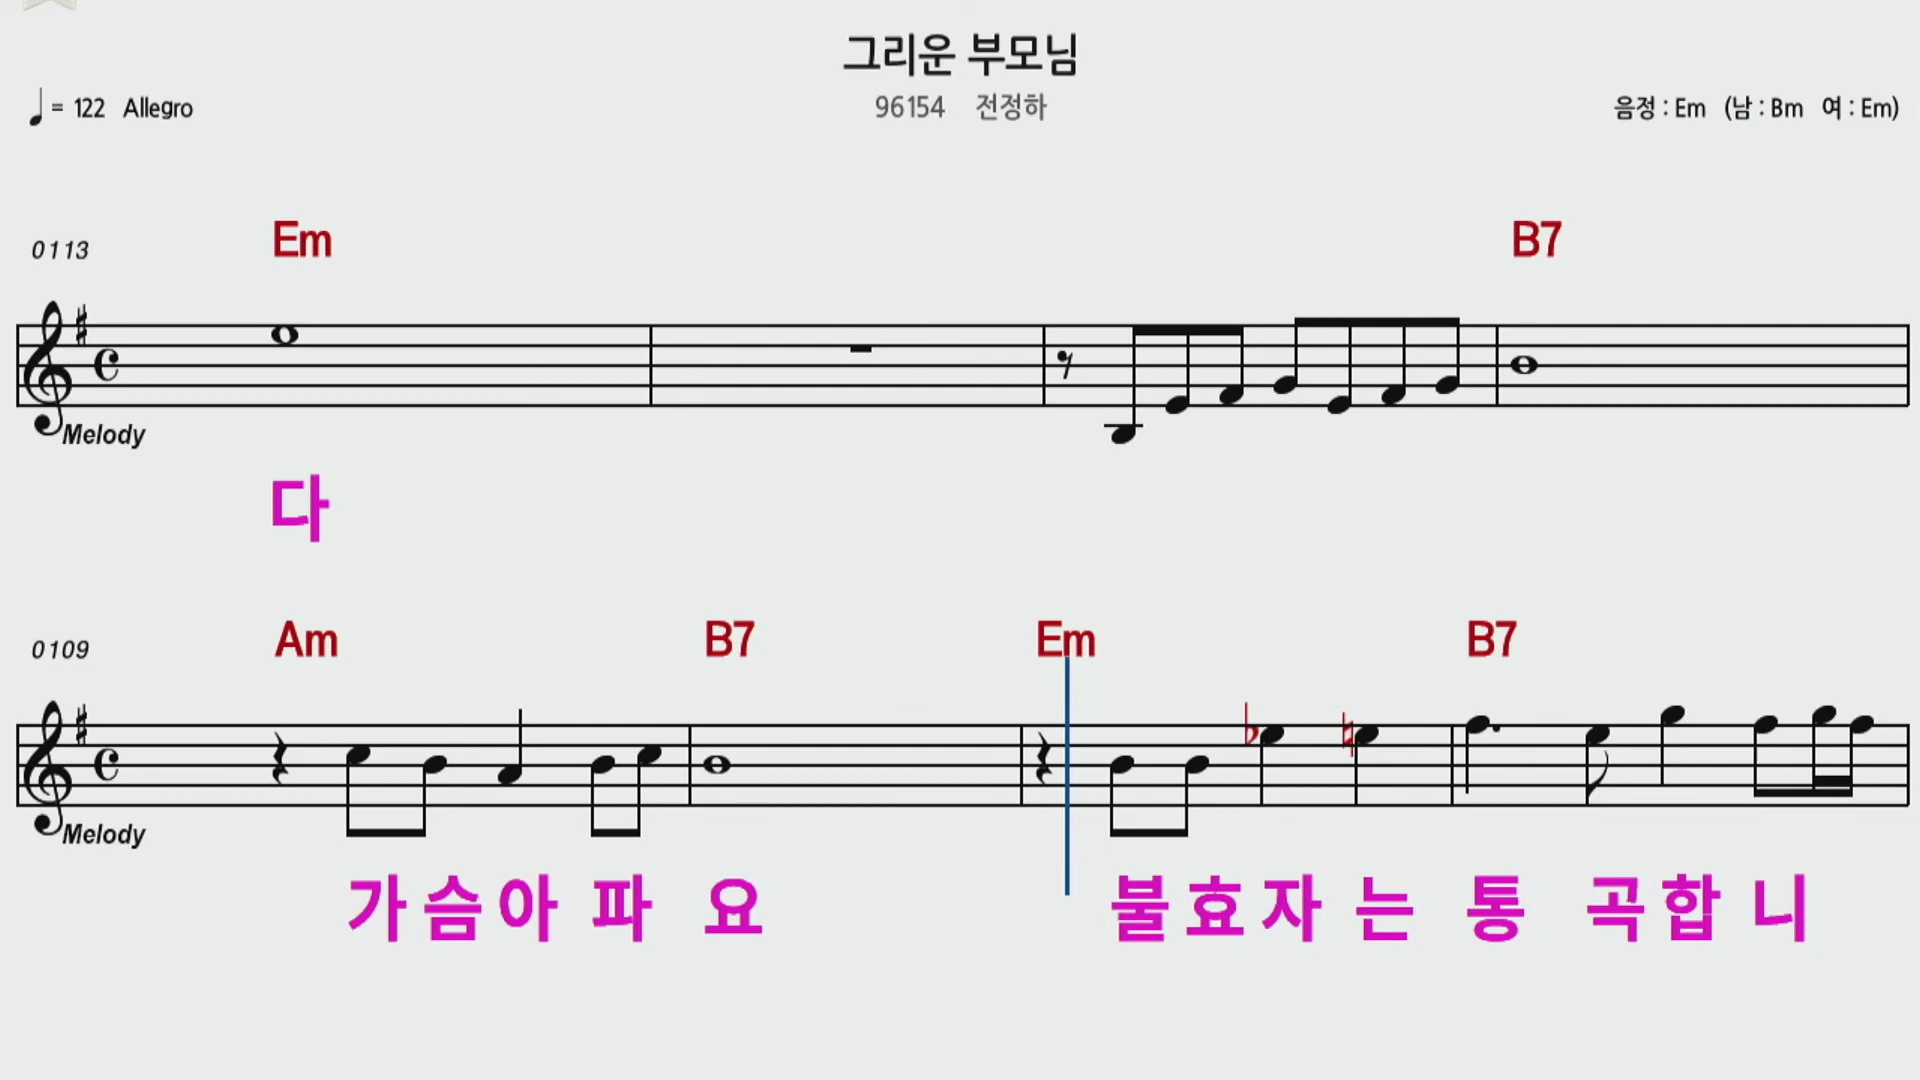 그리운 부모님
= 122 Allegro
96154 전정하
음정 : Em (남 : Bm 여 : Em)
0113 Em B7
Melody
다
0109 Am B7 Em B7
Melody
가슴아 파 요 불효자 는 통 곡합 니